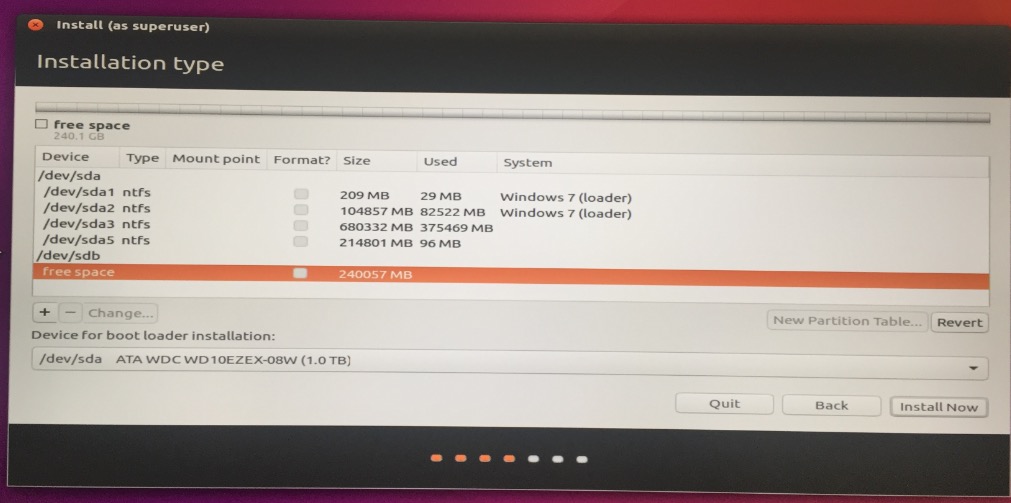 Install (as superuser)
Installation type
free space
240.1 GB
Device Type Mount point Format? Size Used System
/dev/sda
/dev/sda1 ntfs 209 MB 29 MB Windows 7 (loader)
/dev/sda2 ntfs 104857 MB 82522 MB Windows 7 (loader)
/dev/sda3 ntfs 680332 MB 375469 MB
/dev/sda5 ntfs 214801 MB 96 MB
/dev/sdb
free space 240057 MB
+ − Change... New Partition Table... Revert
Device for boot loader installation:
/dev/sda ATA WDC WD10EZEX-08W (1.0 TB)
Quit Back Install Now